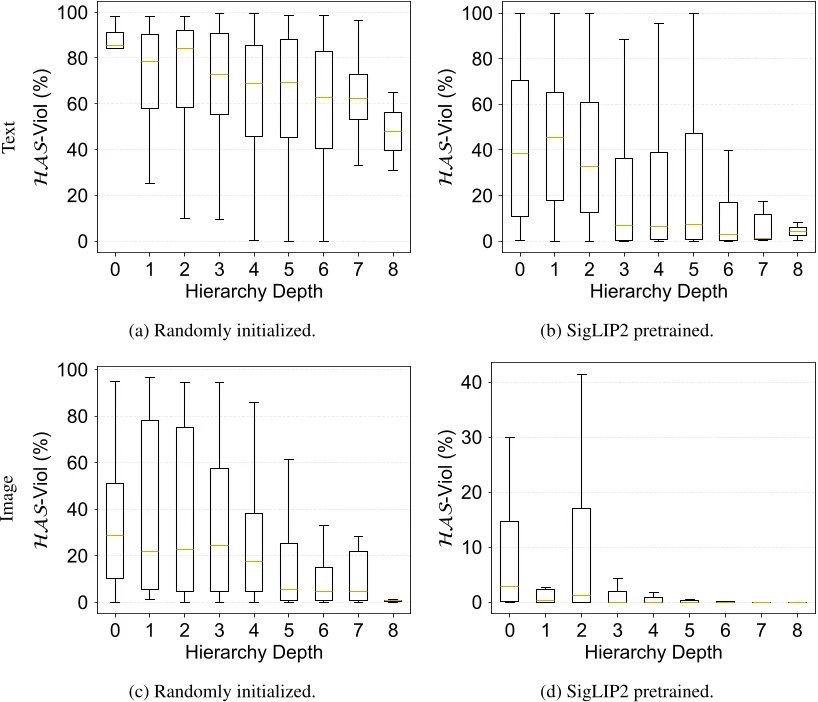 Text
HAS-Viol (%)
100
80
60
40
20
0
0 1 2 3 4 5 6 7 8
Hierarchy Depth
(a) Randomly initialized.
HAS-Viol (%)
100
80
60
40
20
0
0 1 2 3 4 5 6 7 8
Hierarchy Depth
(b) SigLIP2 pretrained.
Image
HAS-Viol (%)
100
80
60
40
20
0
0 1 2 3 4 5 6 7 8
Hierarchy Depth
(c) Randomly initialized.
HAS-Viol (%)
40
30
20
10
0
0 1 2 3 4 5 6 7 8
Hierarchy Depth
(d) SigLIP2 pretrained.